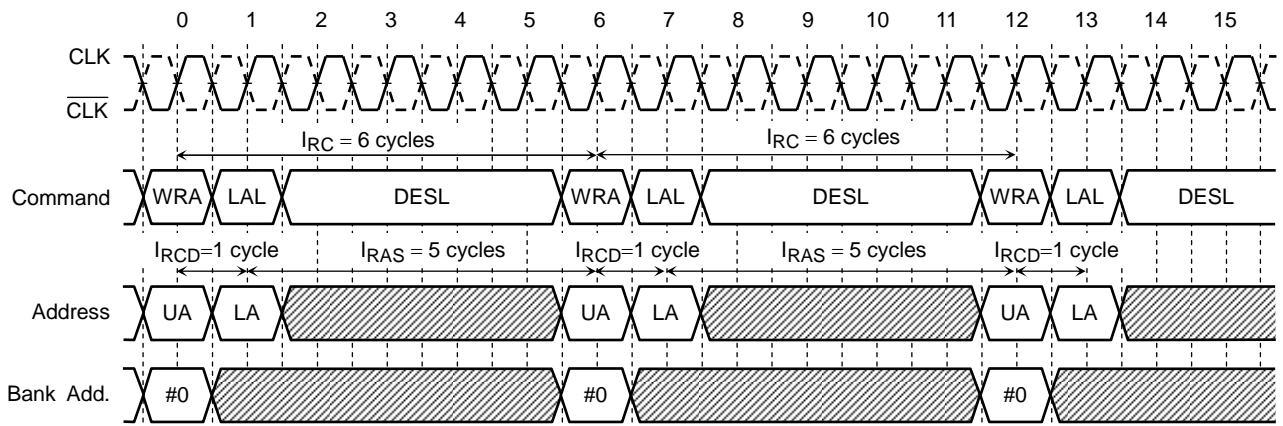 0 1 2 3 4 5 6 7 8 9 10 11 12 13 14 15
CLK
CLK
IRC = 6 cycles IRC = 6 cycles
Command WRA LAL DESL WRA LAL DESL WRA LAL DESL
IRCD=1 cycle IRAS = 5 cycles IRCD=1 cycle IRAS = 5 cycles IRCD=1 cycle
Address UA LA UA LA UA LA
Bank Add. #0 #0 #0